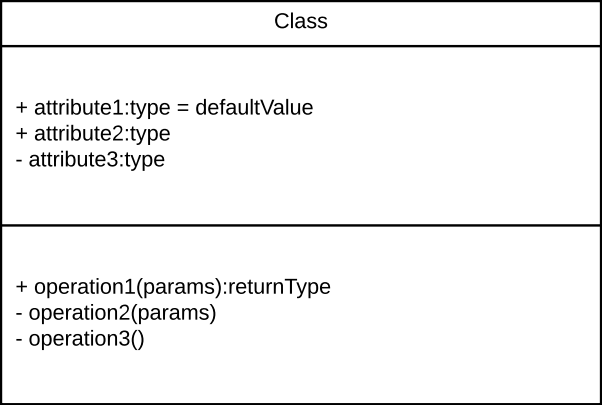 Class
+ attribute1:type = defaultValue
+ attribute2:type
- attribute3:type
+ operation1(params):returnType
- operation2(params)
- operation3()